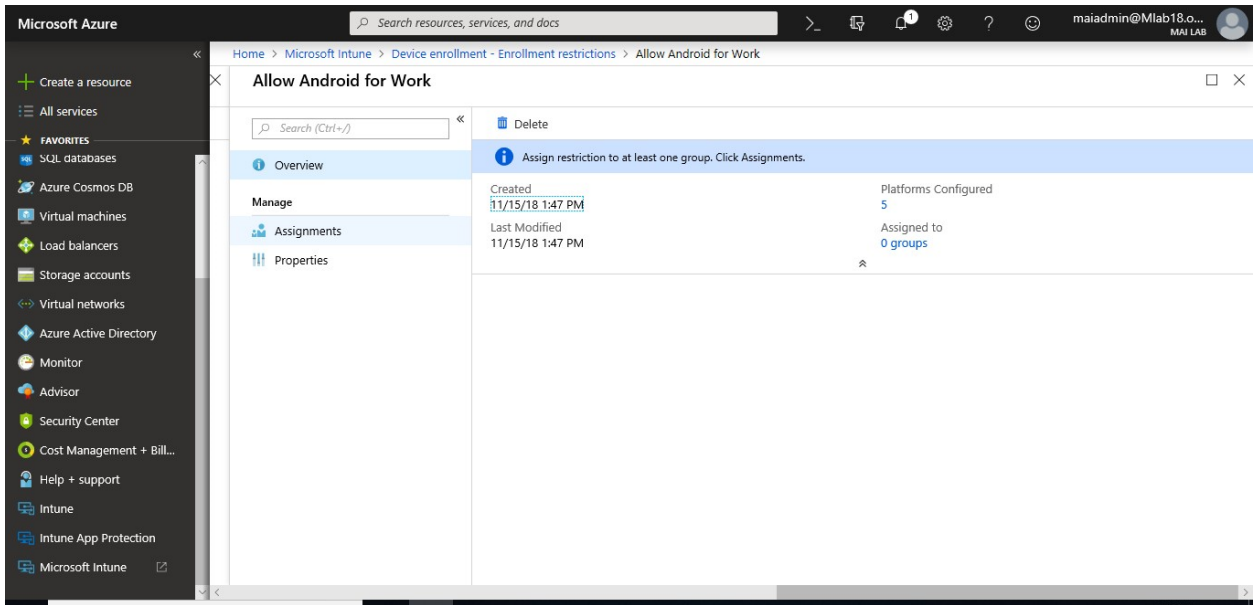 Microsoft Azure
Search resources, services, and docs
1
maiadmin@Mlab18.o...
MAI LAB
Home > Microsoft Intune > Device enrollment - Enrollment restrictions > Allow Android for Work
Create a resource
All services
FAVORITES
SQL databases
Azure Cosmos DB
Virtual machines
Load balancers
Storage accounts
Virtual networks
Azure Active Directory
Monitor
Advisor
Security Center
Cost Management + Bill...
Help + support
Intune
Intune App Protection
Microsoft Intune
Allow Android for Work
Search (Ctrl+/)
Overview
Manage
Assignments
Properties
Delete
Assign restriction to at least one group. Click Assignments.
Created
11/15/18 1:47 PM
Last Modified
11/15/18 1:47 PM
Platforms Configured
5
Assigned to
0 groups